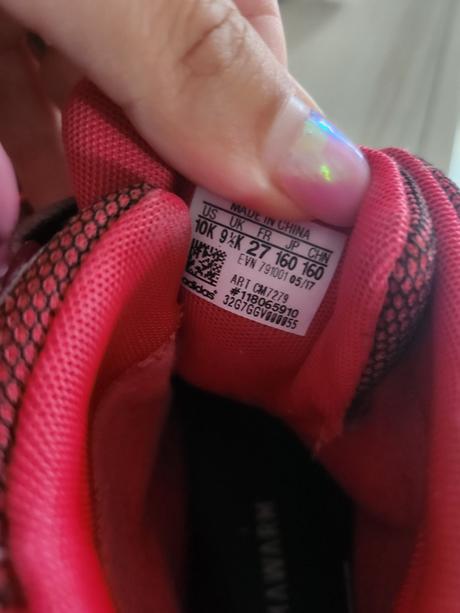 MADE IN CHINA
US UK FR JP CHN
10K 9½K 27 160 160
EVN 791001 05/17
ART CM7279
#118065910
adidas
32G7GGV000055